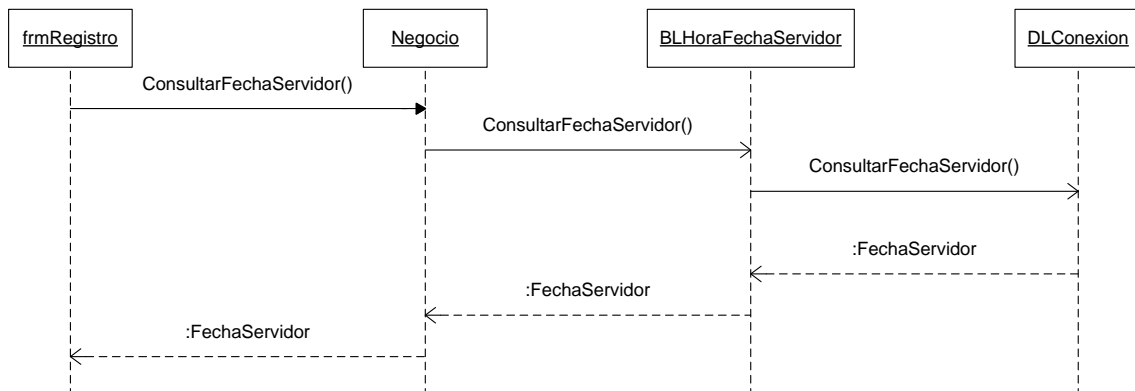 frmRegistro
Negocio
BLHoraFechaServidor
DLConexion
ConsultarFechaServidor()
ConsultarFechaServidor()
ConsultarFechaServidor()
:FechaServidor
:FechaServidor
:FechaServidor